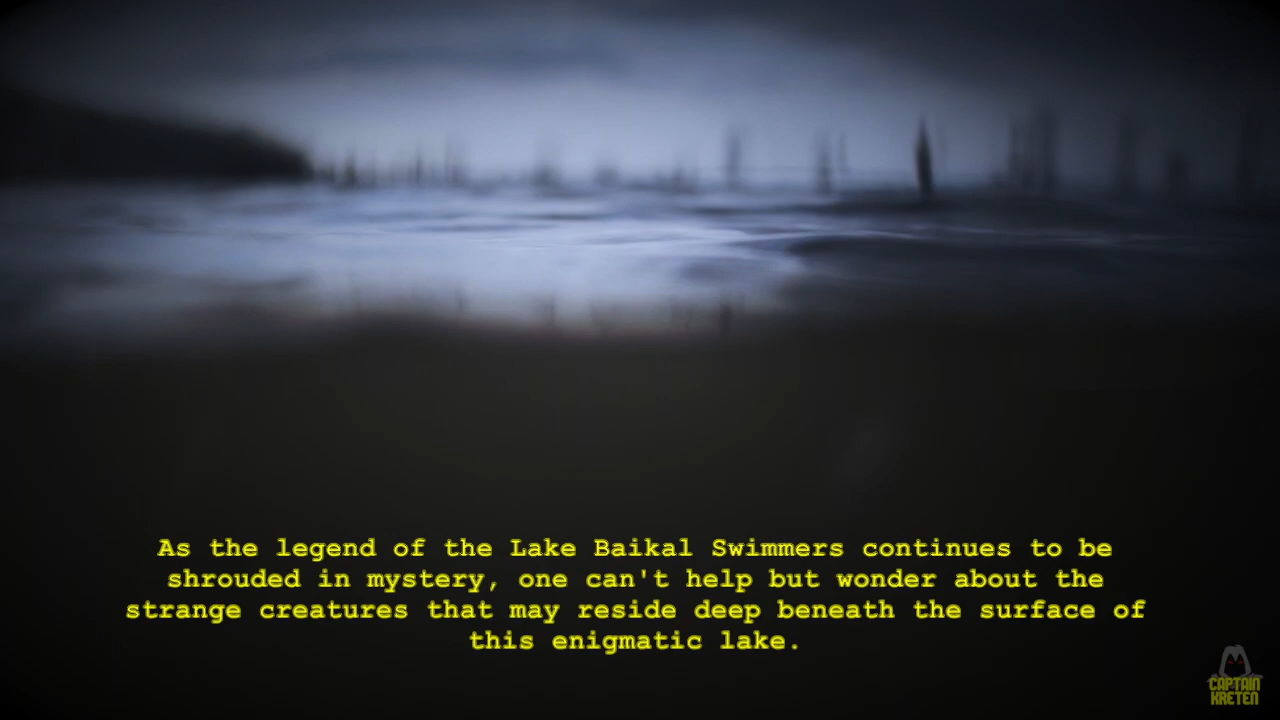 As the legend of the Lake Baikal Swimmers continues to be
shrouded in mystery, one can't help but wonder about the
strange creatures that may reside deep beneath the surface of
this enigmatic lake.
CAPTAIN
KRETEN